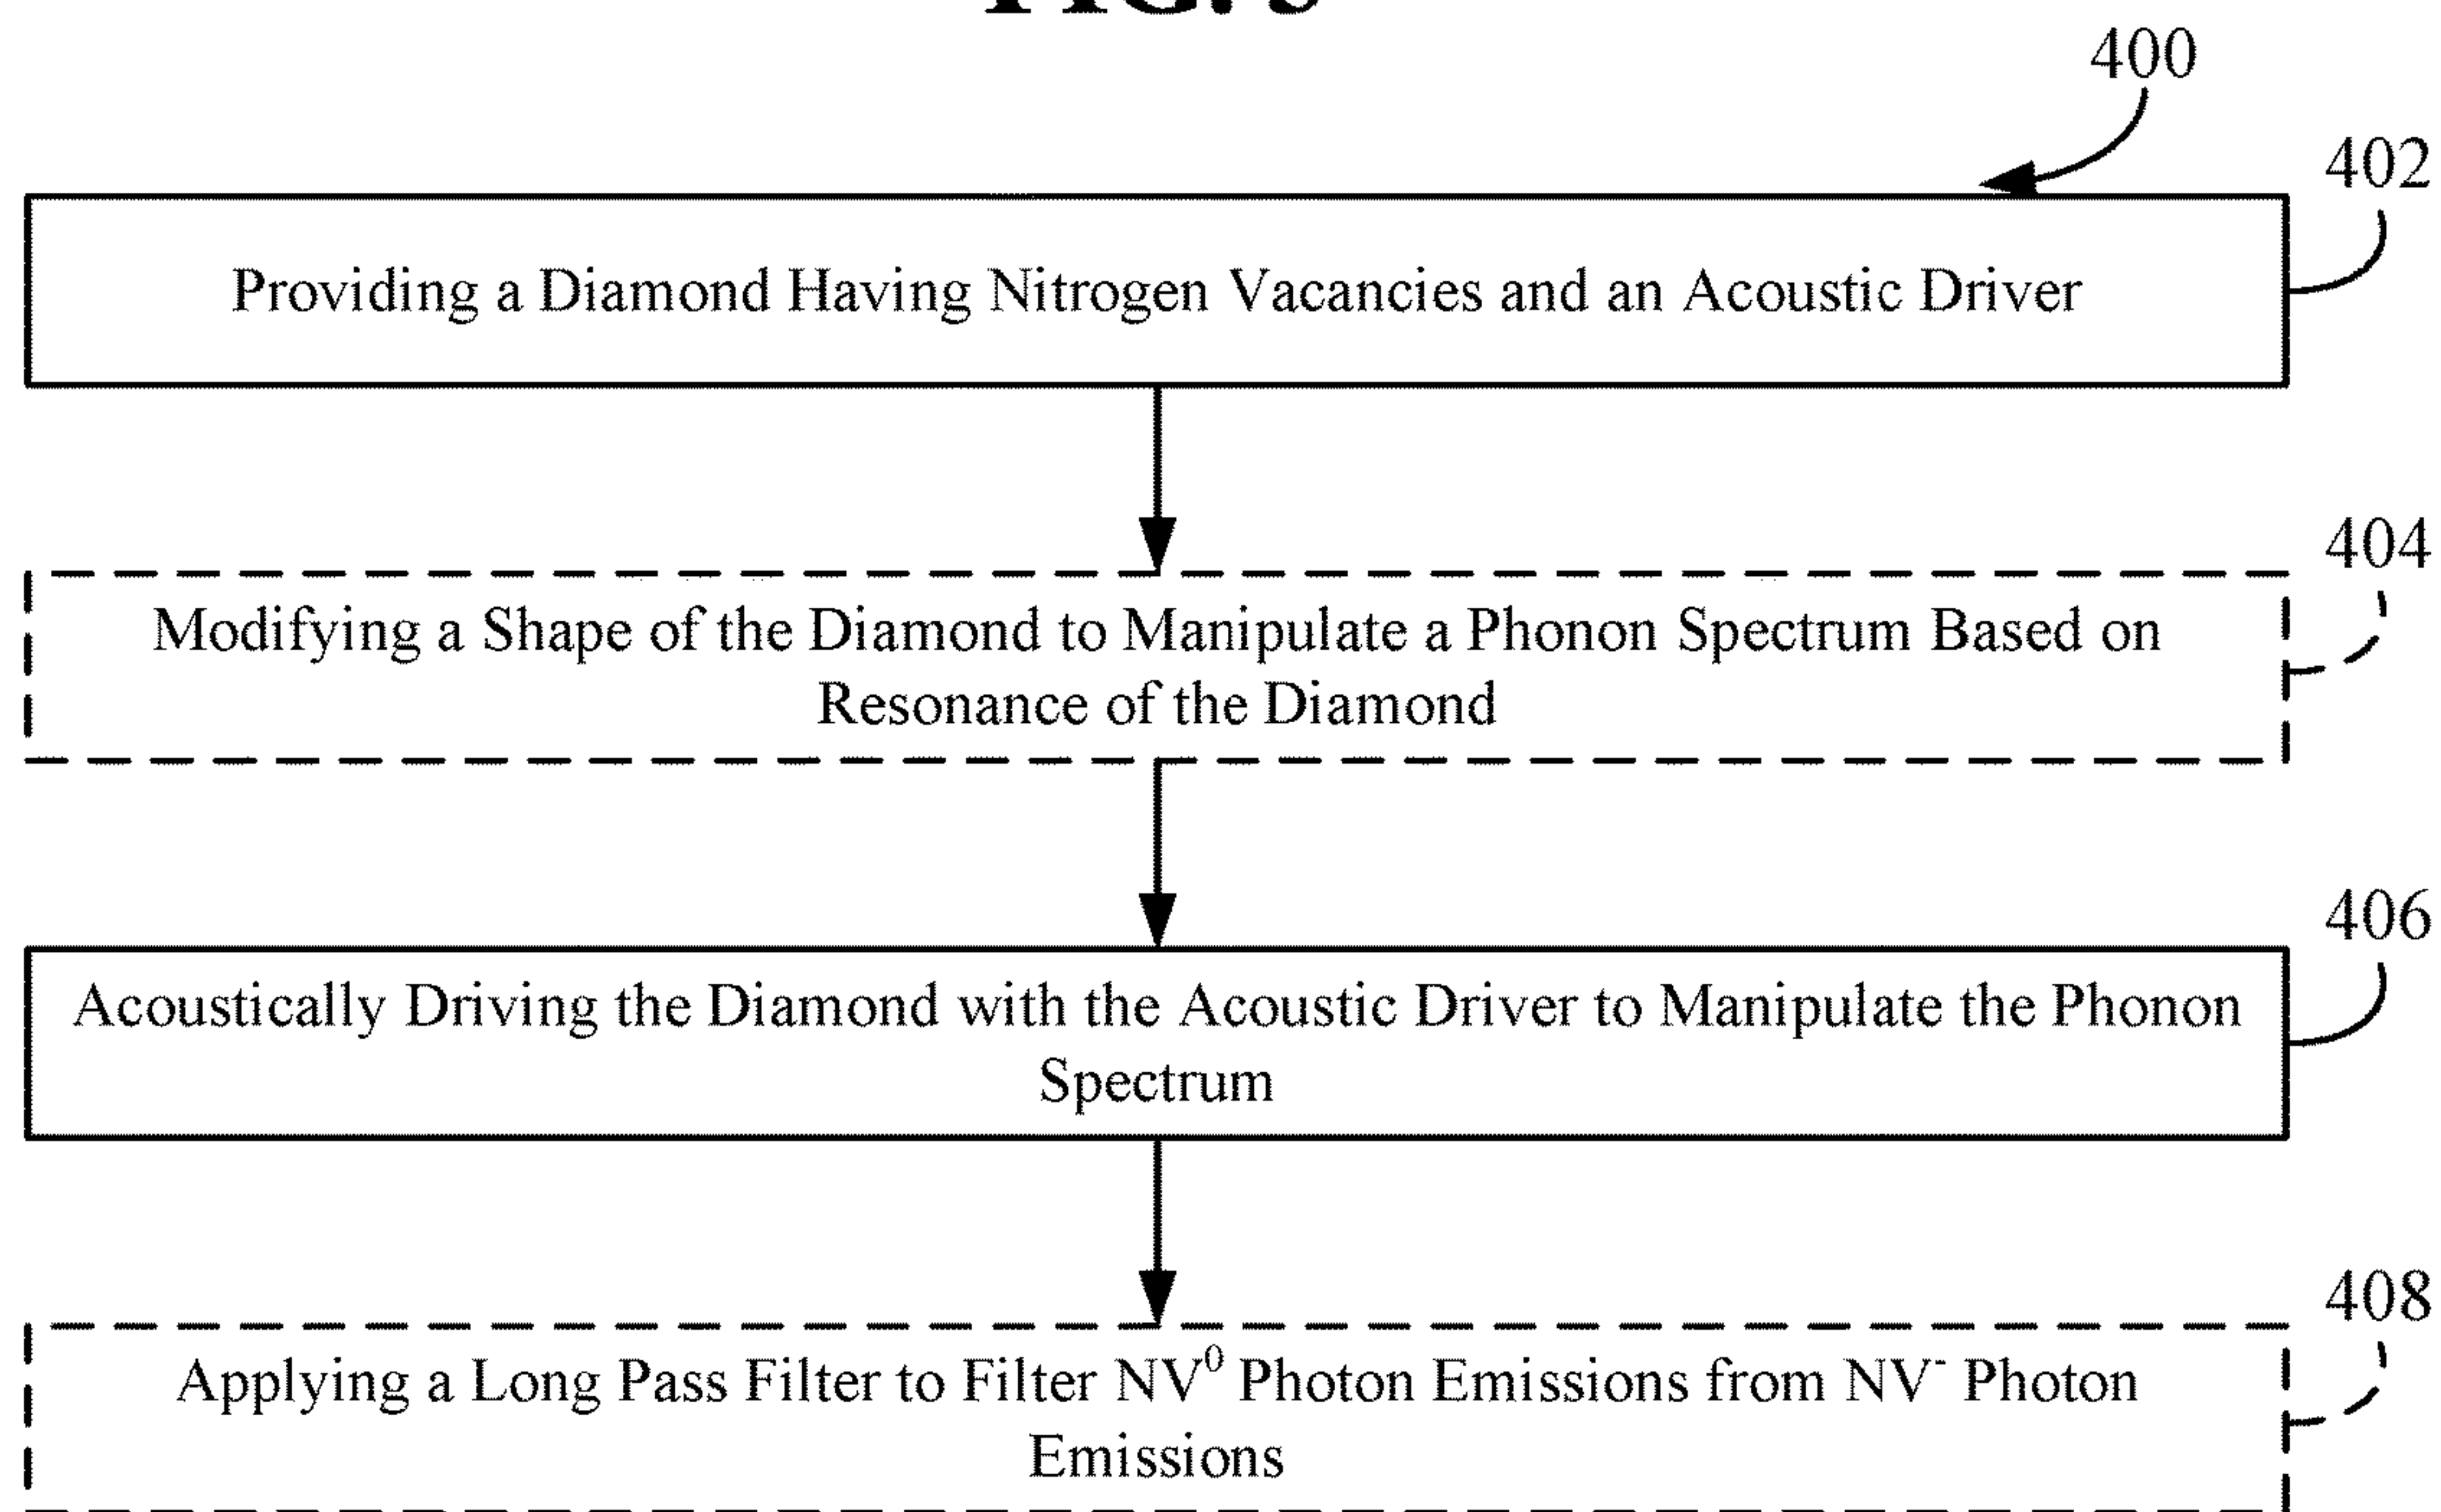 400
402
Providing a Diamond Having Nitrogen Vacancies and an Acoustic Driver
404
Modifying a Shape of the Diamond to Manipulate a Phonon Spectrum Based on
Resonance of the Diamond
406
Acoustically Driving the Diamond with the Acoustic Driver to Manipulate the Phonon
Spectrum
408
Applying a Long Pass Filter to Filter NV⁰ Photon Emissions from NV⁻ Photon
Emissions